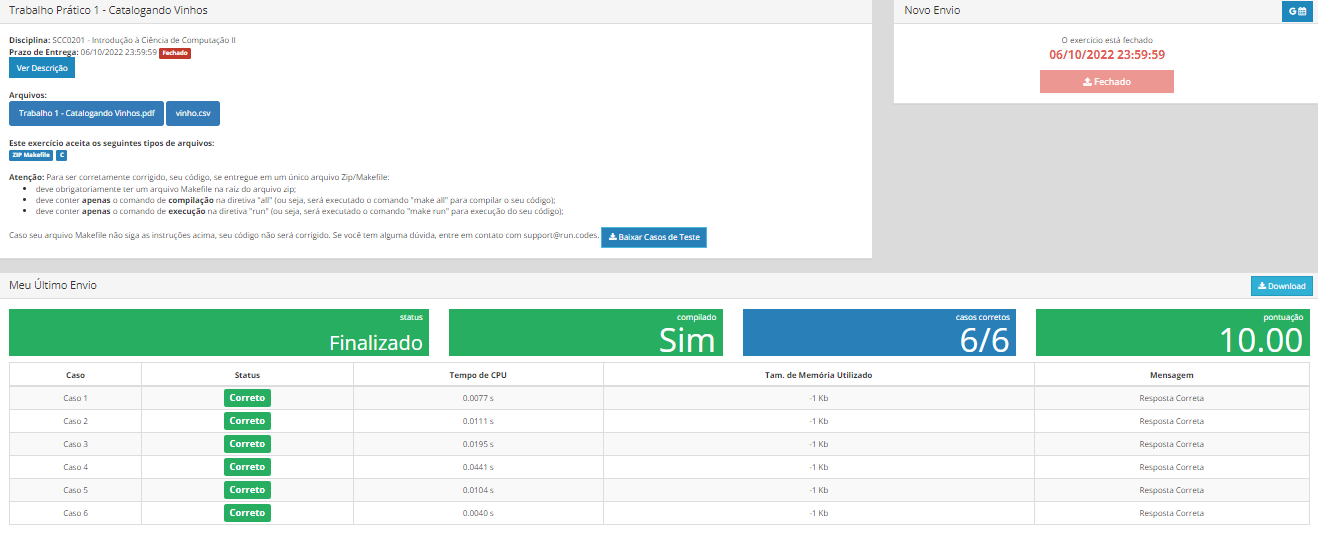 Trabalho Prático 1 - Catalogando Vinhos
Disciplina: SCC0201 - Introdução à Ciência de Computação II
Prazo de Entrega: 06/10/2022 23:59:59 Fechado
Ver Descrição
Arquivos:
Trabalho 1 - Catalogando Vinhos.pdf vinho.csv
Este exercício aceita os seguintes tipos de arquivos:
ZIP Makefile C
Atenção: Para ser corretamente corrigido, seu código, se entregue em um único arquivo Zip/Makefile:
deve obrigatoriamente ter um arquivo Makefile na raiz do arquivo zip;
deve conter apenas o comando de compilação na diretiva "all" (ou seja, será executado o comando "make all" para compilar o seu código);
deve conter apenas o comando de execução na diretiva "run" (ou seja, será executado o comando "make run" para execução do seu código);
Caso seu arquivo Makefile não siga as instruções acima, seu código não será corrigido. Se você tem alguma dúvida, entre em contato com support@run.codes. Baixar Casos de Teste
Novo Envio
G
O exercício está fechado
06/10/2022 23:59:59
Fechado
Meu Último Envio
Download
status
Finalizado
compilado
Sim
casos corretos
6/6
pontuação
10.00
Caso Status Tempo de CPU Tam. de Memória Utilizado Mensagem
Caso 1 Correto 0.0077 s -1 Kb Resposta Correta
Caso 2 Correto 0.0111 s -1 Kb Resposta Correta
Caso 3 Correto 0.0195 s -1 Kb Resposta Correta
Caso 4 Correto 0.0441 s -1 Kb Resposta Correta
Caso 5 Correto 0.0104 s -1 Kb Resposta Correta
Caso 6 Correto 0.0040 s -1 Kb Resposta Correta